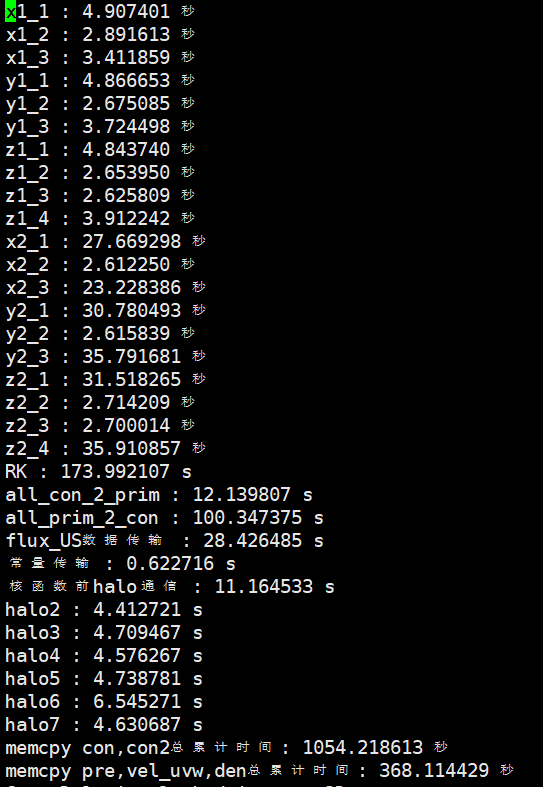 x1_1 : 4.907401 秒
x1_2 : 2.891613 秒
x1_3 : 3.411859 秒
y1_1 : 4.866653 秒
y1_2 : 2.675085 秒
y1_3 : 3.724498 秒
z1_1 : 4.843740 秒
z1_2 : 2.653950 秒
z1_3 : 2.625809 秒
z1_4 : 3.912242 秒
x2_1 : 27.669298 秒
x2_2 : 2.612250 秒
x2_3 : 23.228386 秒
y2_1 : 30.780493 秒
y2_2 : 2.615839 秒
y2_3 : 35.791681 秒
z2_1 : 31.518265 秒
z2_2 : 2.714209 秒
z2_3 : 2.700014 秒
z2_4 : 35.910857 秒
RK : 173.992107 s
all_con_2_prim : 12.139807 s
all_prim_2_con : 100.347375 s
flux_US数据传输 : 28.426485 s
常量传输 : 0.622716 s
核函数前halo通信 : 11.164533 s
halo2 : 4.412721 s
halo3 : 4.709467 s
halo4 : 4.576267 s
halo5 : 4.738781 s
halo6 : 6.545271 s
halo7 : 4.630687 s
memcpy con,con2总累计时间: 1054.218613 秒
memcpy pre,vel_uvw,den总累计时间: 368.114429 秒